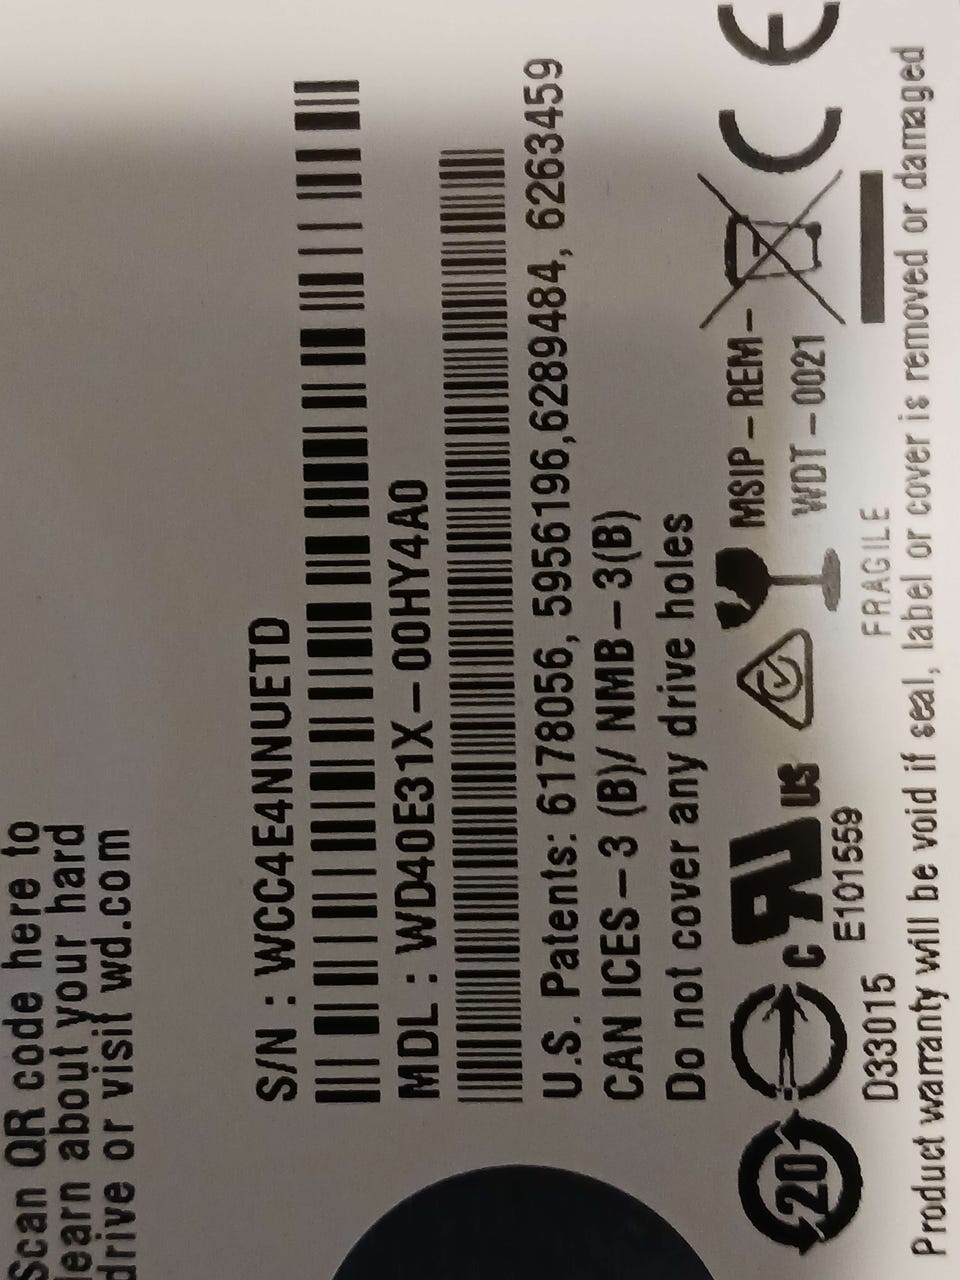 Scan QR code here to
learn about your hard
drive or visit wd.com
S/N : WCC4E4NNUETD
MDL : WD40E31X-00HY4A0
U.S. Patents: 6178056, 5956196,6289484, 6263459
CAN ICES-3 (B)/ NMB-3(B)
Do not cover any drive holes
20
c RU US
MSIP-REM-
WDT-0021
CE
E101559
D33015
FRAGILE
Product warranty will be void if seal, label or cover is removed or damaged